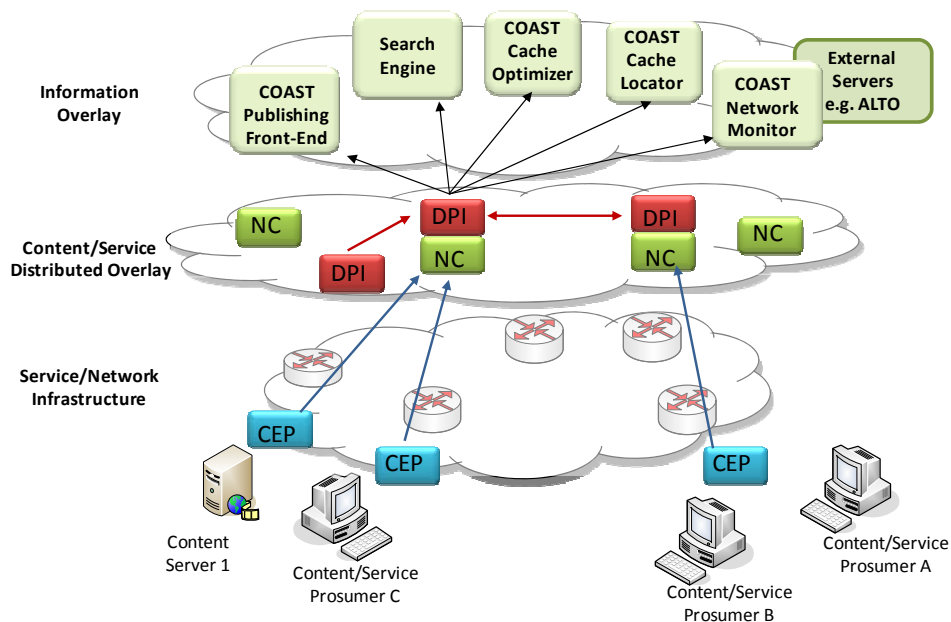 Information
Overlay
COAST
Publishing
Front-End
Search
Engine
COAST
Cache
Optimizer
COAST
Cache
Locator
COAST
Network
Monitor
External
Servers
e.g. ALTO
Content/Service
Distributed Overlay
NC
DPI
DPI
NC
DPI
NC
NC
Service/Network
Infrastructure
CEP
CEP
CEP
Content
Server 1
Content/Service
Prosumer C
Content/Service
Prosumer B
Content/Service
Prosumer A